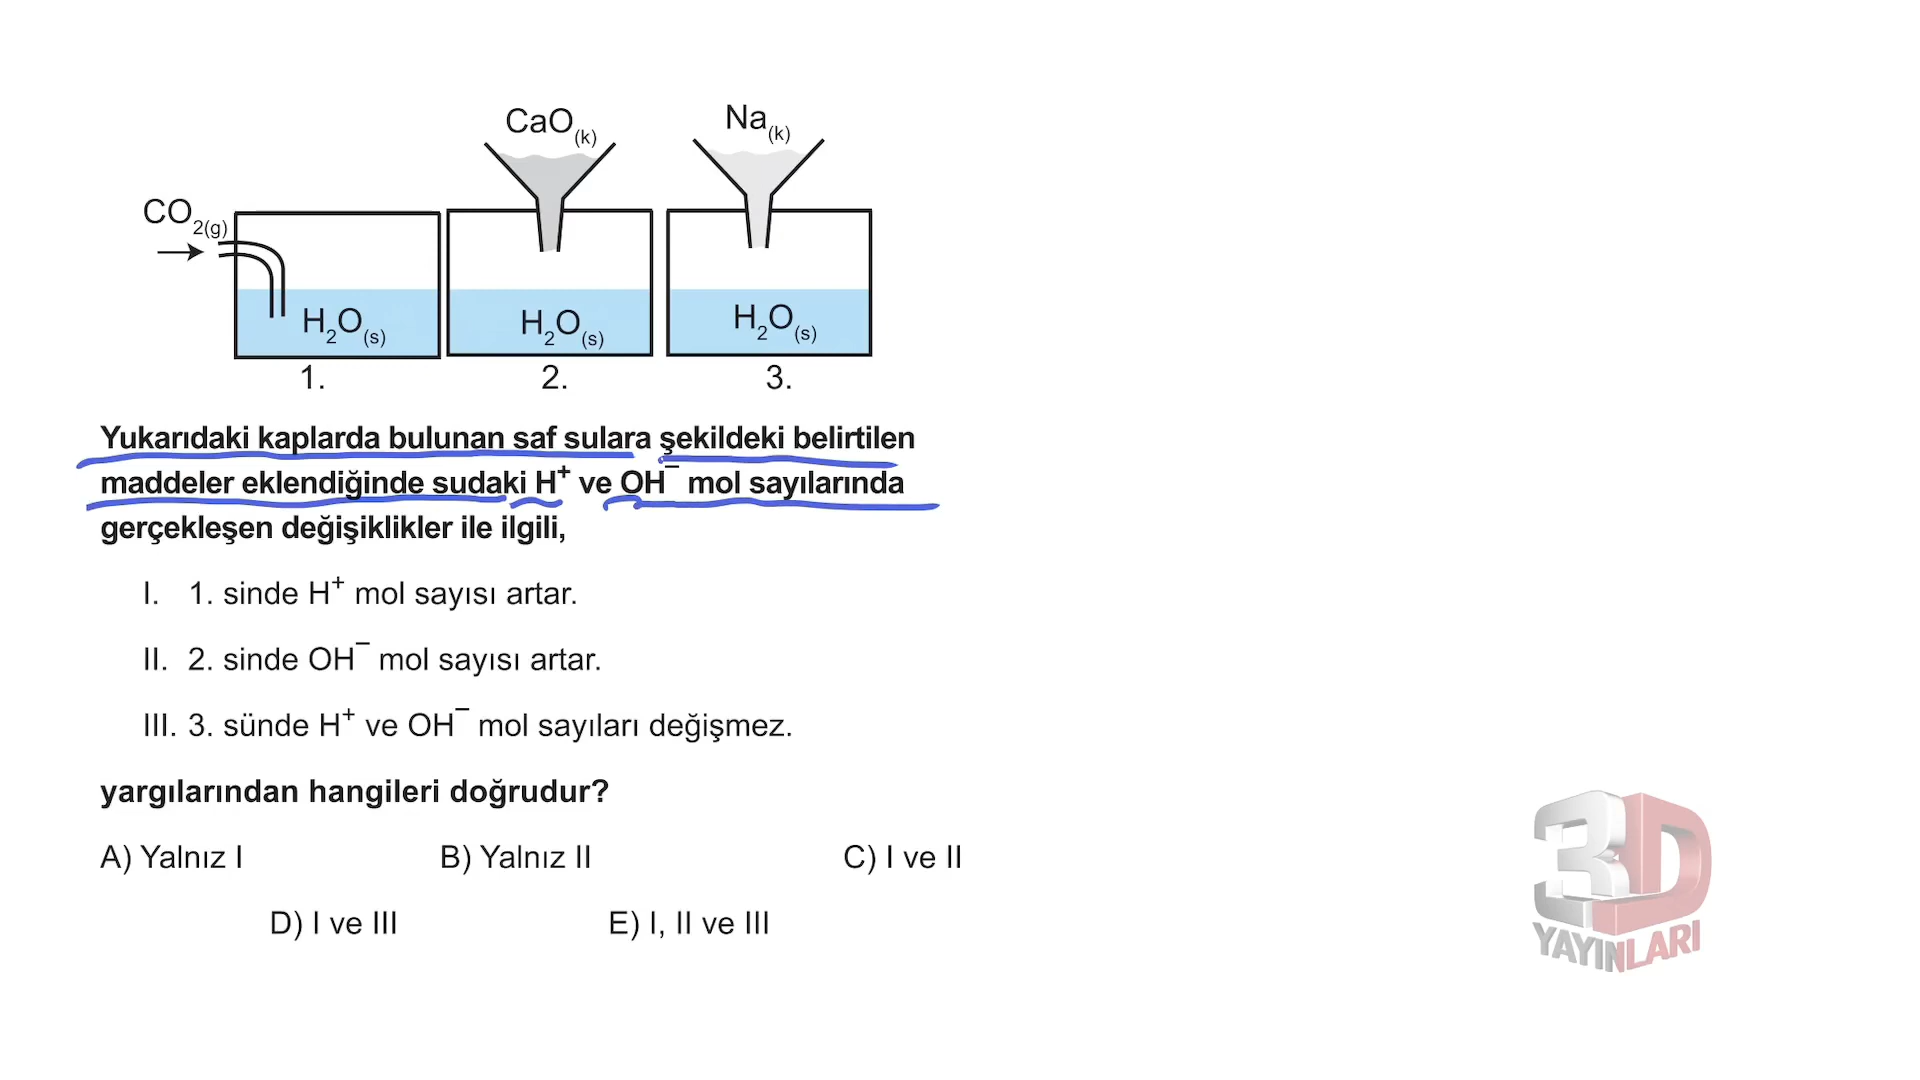 CaO(k)
Na(k)
CO2(g)
H2O(s)
H2O(s)
H2O(s)
1.
2.
3.
Yukarıdaki kaplarda bulunan saf sulara şekildeki belirtilen
maddeler eklendiğinde sudaki H+ ve OH− mol sayılarında
gerçekleşen değişiklikler ile ilgili,
I. 1. sinde H+ mol sayısı artar.
II. 2. sinde OH− mol sayısı artar.
III. 3. sünde H+ ve OH− mol sayıları değişmez.
yargılarından hangileri doğrudur?
A) Yalnız I B) Yalnız II C) I ve II
D) I ve III E) I, II ve III
3D
YAYINLARI